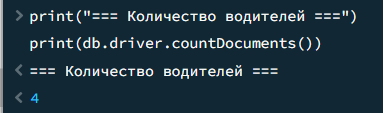 > print("=== Количество водителей ===")
print(db.driver.countDocuments())
< === Количество водителей ===
< 4